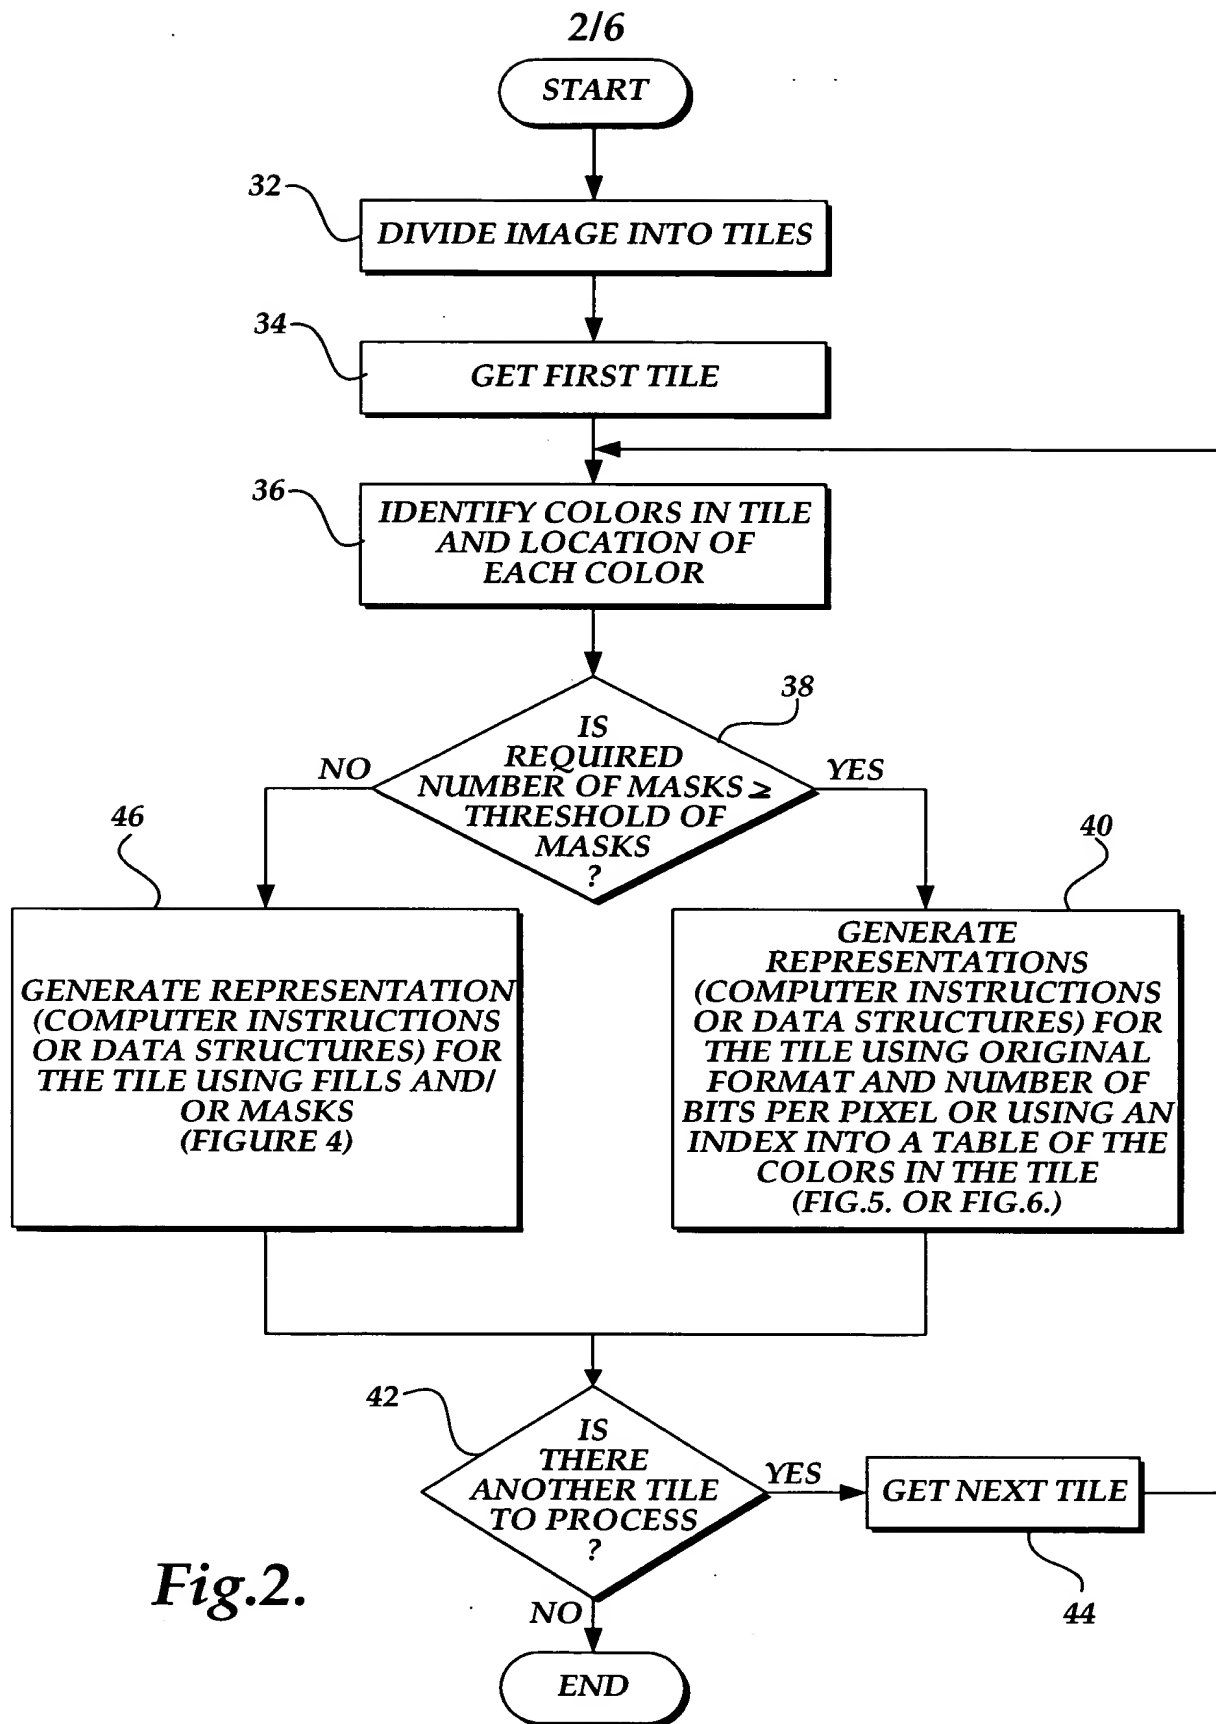 2/6
START
32
DIVIDE IMAGE INTO TILES
34
GET FIRST TILE
36
IDENTIFY COLORS IN TILE
AND LOCATION OF
EACH COLOR
38
IS
REQUIRED
NUMBER OF MASKS ≥
THRESHOLD OF
MASKS
?
NO
YES
46
GENERATE REPRESENTATION
(COMPUTER INSTRUCTIONS
OR DATA STRUCTURES) FOR
THE TILE USING FILLS AND/
OR MASKS
(FIGURE 4)
40
GENERATE
REPRESENTATIONS
(COMPUTER INSTRUCTIONS
OR DATA STRUCTURES) FOR
THE TILE USING ORIGINAL
FORMAT AND NUMBER OF
BITS PER PIXEL OR USING AN
INDEX INTO A TABLE OF THE
COLORS IN THE TILE
(FIG.5. OR FIG.6.)
42
IS
THERE
ANOTHER TILE
TO PROCESS
?
YES
GET NEXT TILE
44
NO
END
Fig.2.